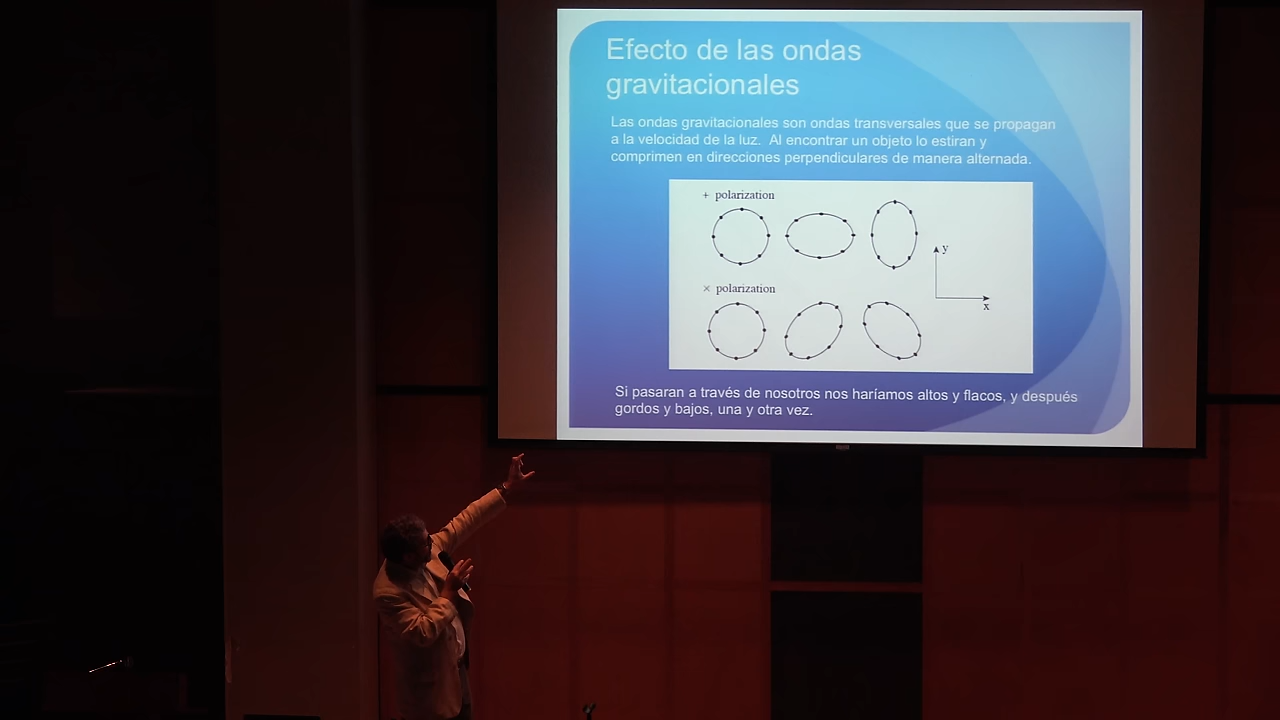 Efecto de las ondas
gravitacionales
Las ondas gravitacionales son ondas transversales que se propagan
a la velocidad de la luz. Al encontrar un objeto lo estiran y
comprimen en direcciones perpendiculares de manera alternada.
+ polarization
y
x
× polarization
Si pasaran a través de nosotros nos haríamos altos y flacos, y después
gordos y bajos, una y otra vez.